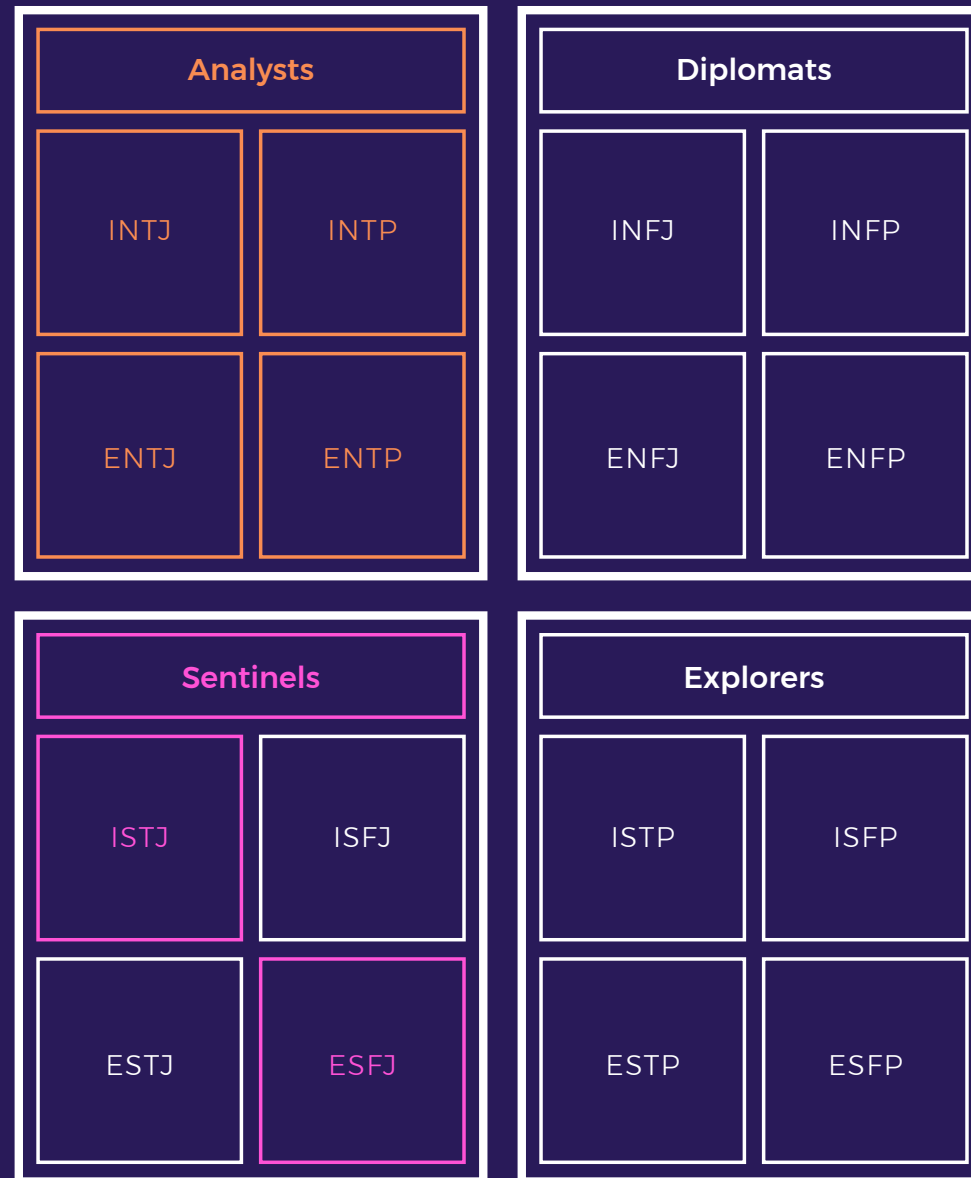 Analysts
INTJ
INTP
ENTJ
ENTP
Diplomats
INFJ
INFP
ENFJ
ENFP
Sentinels
ISTJ
ISFJ
ESTJ
ESFJ
Explorers
ISTP
ISFP
ESTP
ESFP